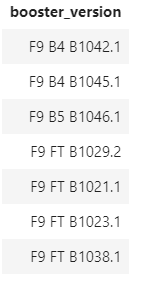 booster_version
F9 B4 B1042.1
F9 B4 B1045.1
F9 B5 B1046.1
F9 FT B1029.2
F9 FT B1021.1
F9 FT B1023.1
F9 FT B1038.1